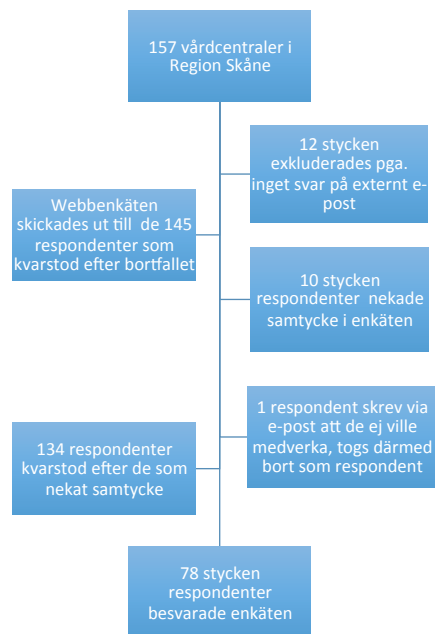 157 vårdcentraler i
Region Skåne
12 stycken
exkluderades pga.
inget svar på externt e-
post
Webbenkäten
skickades ut till de 145
respondenter som
kvarstod efter bortfallet
10 stycken
respondenter nekade
samtycke i enkäten
1 respondent skrev via
e-post att de ej ville
medverka, togs därmed
bort som respondent
134 respondenter
kvarstod efter de som
nekat samtycke
78 stycken
respondenter
besvarade enkäten